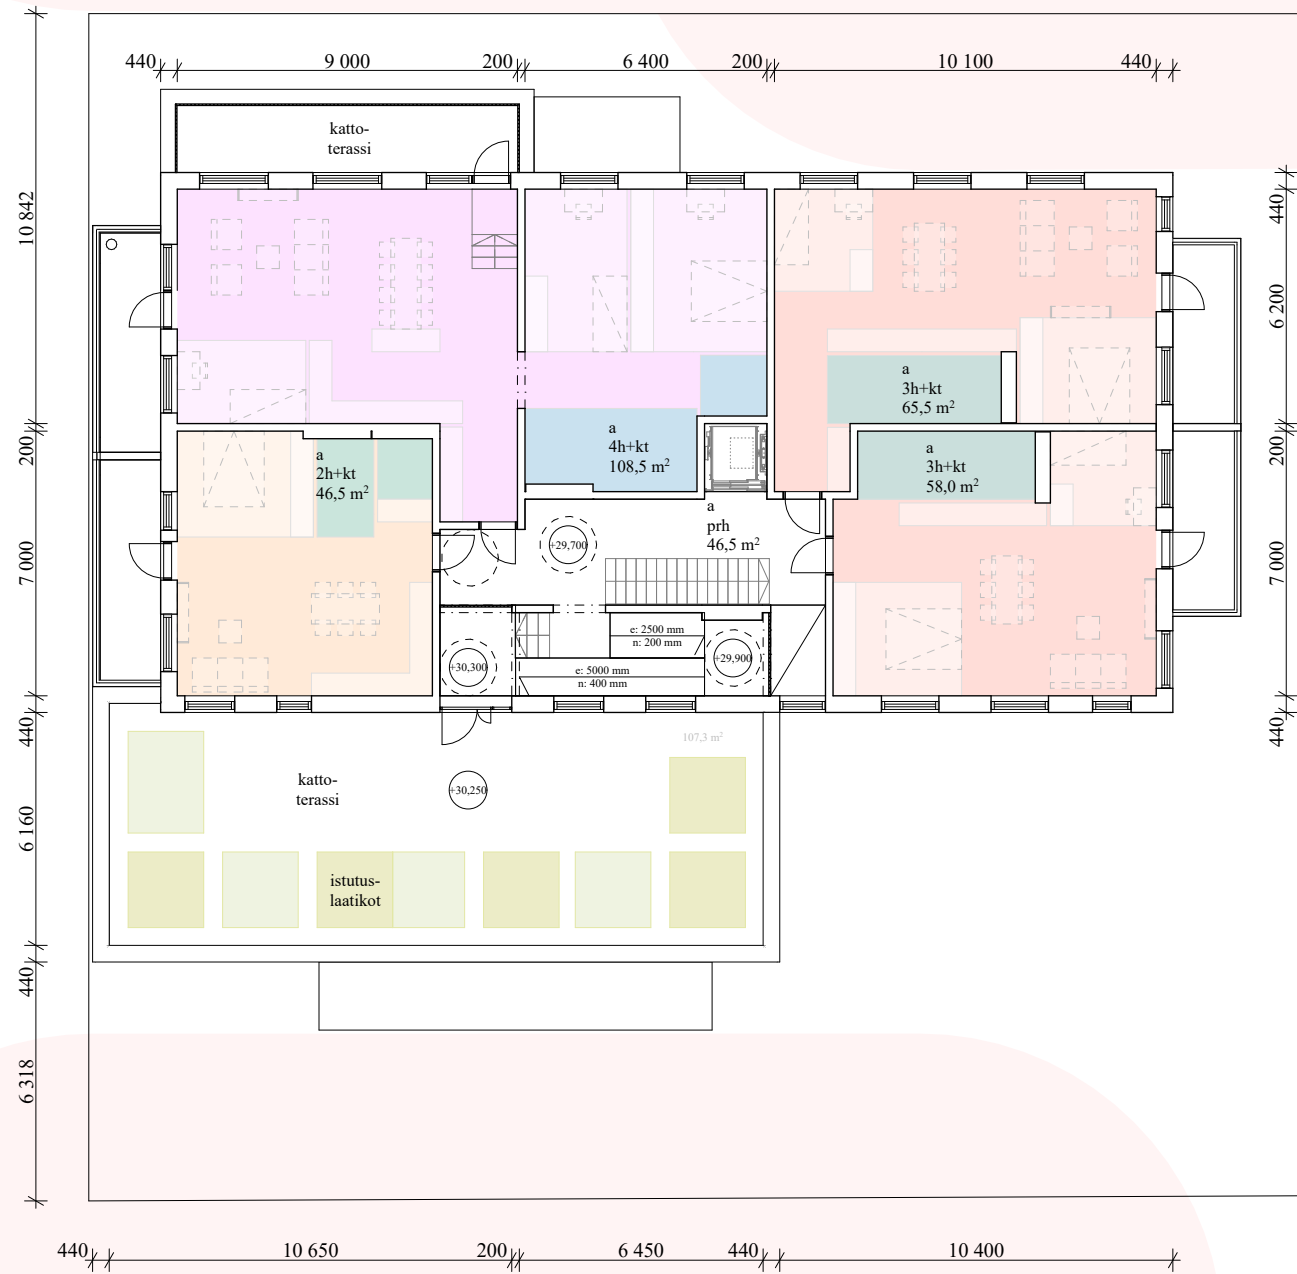 440
9 000
200
6 400
200
10 100
440
katto-
terassi
10 842
200
7 000
440
6 160
440
6 318
440
6 200
200
7 000
440
a
3h+kt
65,5 m²
a
4h+kt
108,5 m²
a
3h+kt
58,0 m²
a
2h+kt
46,5 m²
a
prh
46,5 m²
+29,700
e: 2500 mm
n: 200 mm
+30,300
+29,900
e: 5000 mm
n: 400 mm
107,3 m²
katto-
terassi
+30,250
istutus-
laatikot
440
10 650
200
6 450
440
10 400